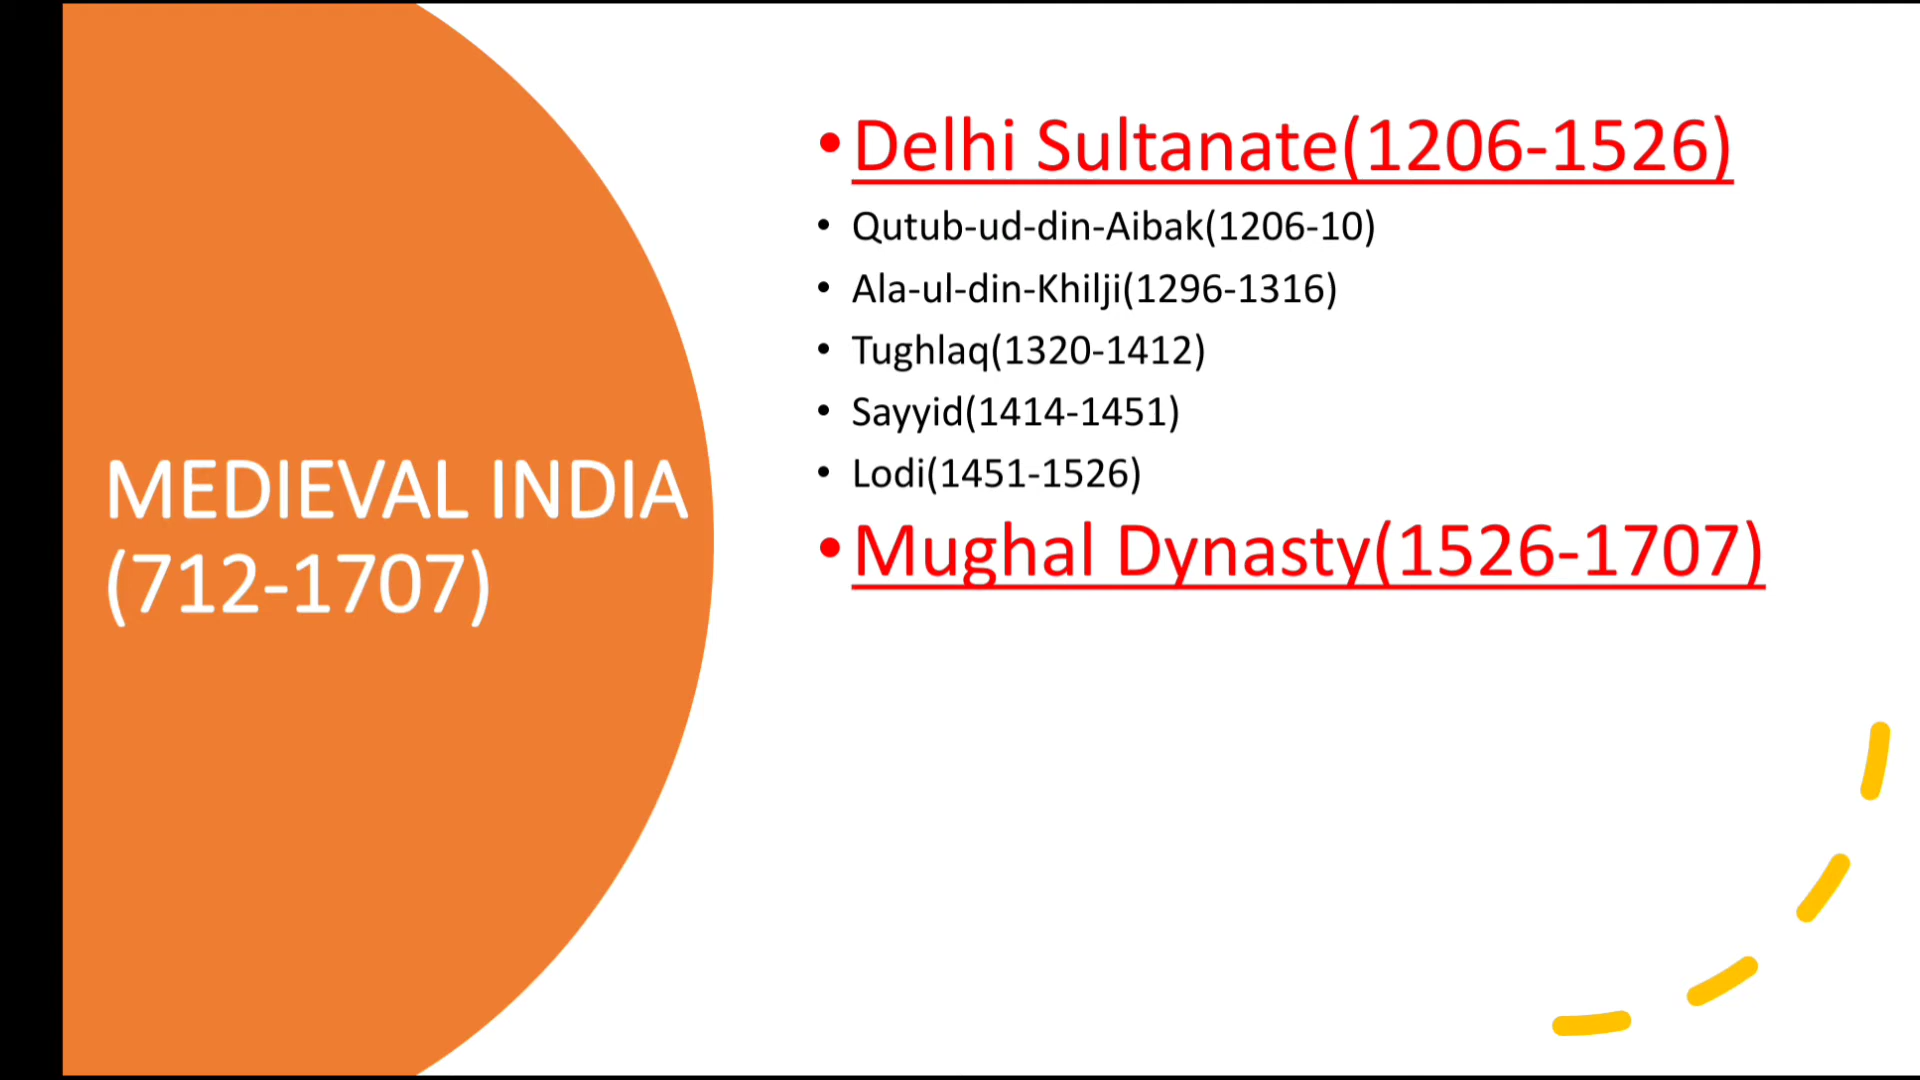 MEDIEVAL INDIA
(712-1707)
•Delhi Sultanate(1206-1526)
• Qutub-ud-din-Aibak(1206-10)
• Ala-ul-din-Khilji(1296-1316)
• Tughlaq(1320-1412)
• Sayyid(1414-1451)
• Lodi(1451-1526)
•Mughal Dynasty(1526-1707)